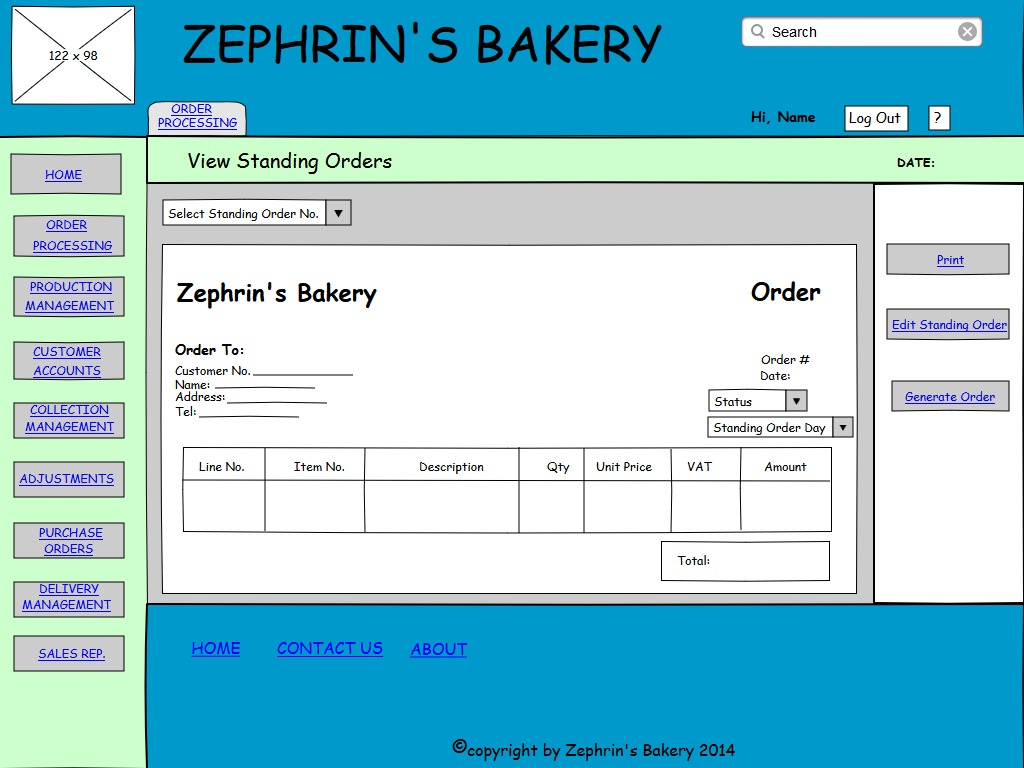 122 x 98
ZEPHRIN'S BAKERY
Search
ORDER
PROCESSING
Hi, Name
Log Out
?
View Standing Orders
DATE:
HOME
ORDER
PROCESSING
PRODUCTION
MANAGEMENT
CUSTOMER
ACCOUNTS
COLLECTION
MANAGEMENT
ADJUSTMENTS
PURCHASE
ORDERS
DELIVERY
MANAGEMENT
SALES REP.
Select Standing Order No.
Zephrin's Bakery
Order
Order To:
Customer No.
Name:
Address:
Tel:
Order #
Date:
Status
Standing Order Day
Line No. Item No. Description Qty Unit Price VAT Amount
Total:
Print
Edit Standing Order
Generate Order
HOME CONTACT US ABOUT
©copyright by Zephrin's Bakery 2014